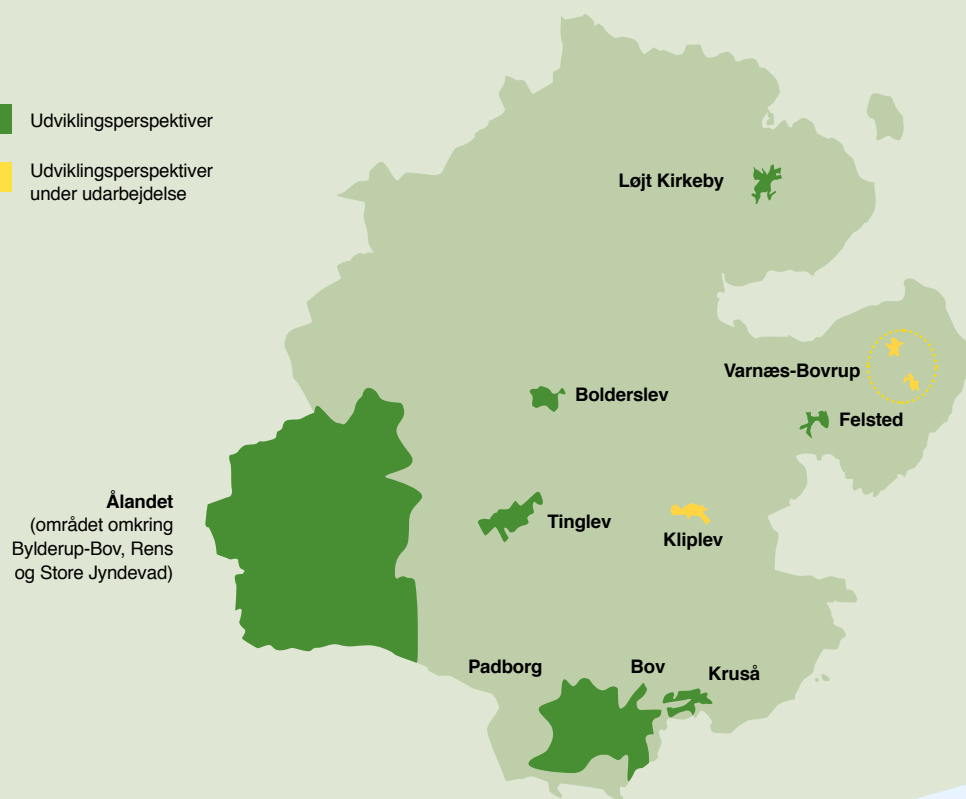 Udviklingsperspektiver
Udviklingsperspektiver
under udarbejdelse
Løjt Kirkeby
Varnæs-Bovrup
Bolderslev
Felsted
Ålandet
(området omkring
Bylderup-Bov, Rens
og Store Jyndevad)
Tinglev
Kliplev
Padborg
Bov
Kruså